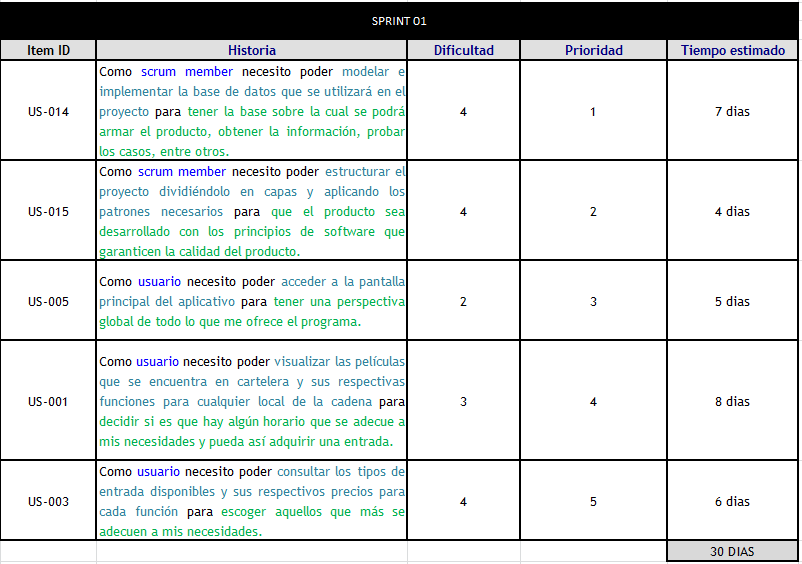 SPRINT 01
Item ID Historia Dificultad Prioridad Tiempo estimado
Como scrum member necesito poder modelar e
implementar la base de datos que se utilizará en el
US-014 proyecto para tener la base sobre la cual se podrá 4 1 7 dias
armar el producto, obtener la información, probar
los casos, entre otros.
Como scrum member necesito poder estructurar el
proyecto dividiéndolo en capas y aplicando los
US-015 patrones necesarios para que el producto sea 4 2 4 dias
desarrollado con los principios de software que
garanticen la calidad del producto.
Como usuario necesito poder acceder a la pantalla
US-005 principal del aplicativo para tener una perspectiva 2 3 5 dias
global de todo lo que me ofrece el programa.
Como usuario necesito poder visualizar las películas
que se encuentra en cartelera y sus respectivas
US-001 funciones para cualquier local de la cadena para 3 4 8 dias
decidir si es que hay algún horario que se adecue a
mis necesidades y pueda así adquirir una entrada.
Como usuario necesito poder consultar los tipos de
entrada disponibles y sus respectivos precios para
US-003 cada función para escoger aquellos que más se 4 5 6 dias
adecuen a mis necesidades.
30 DIAS